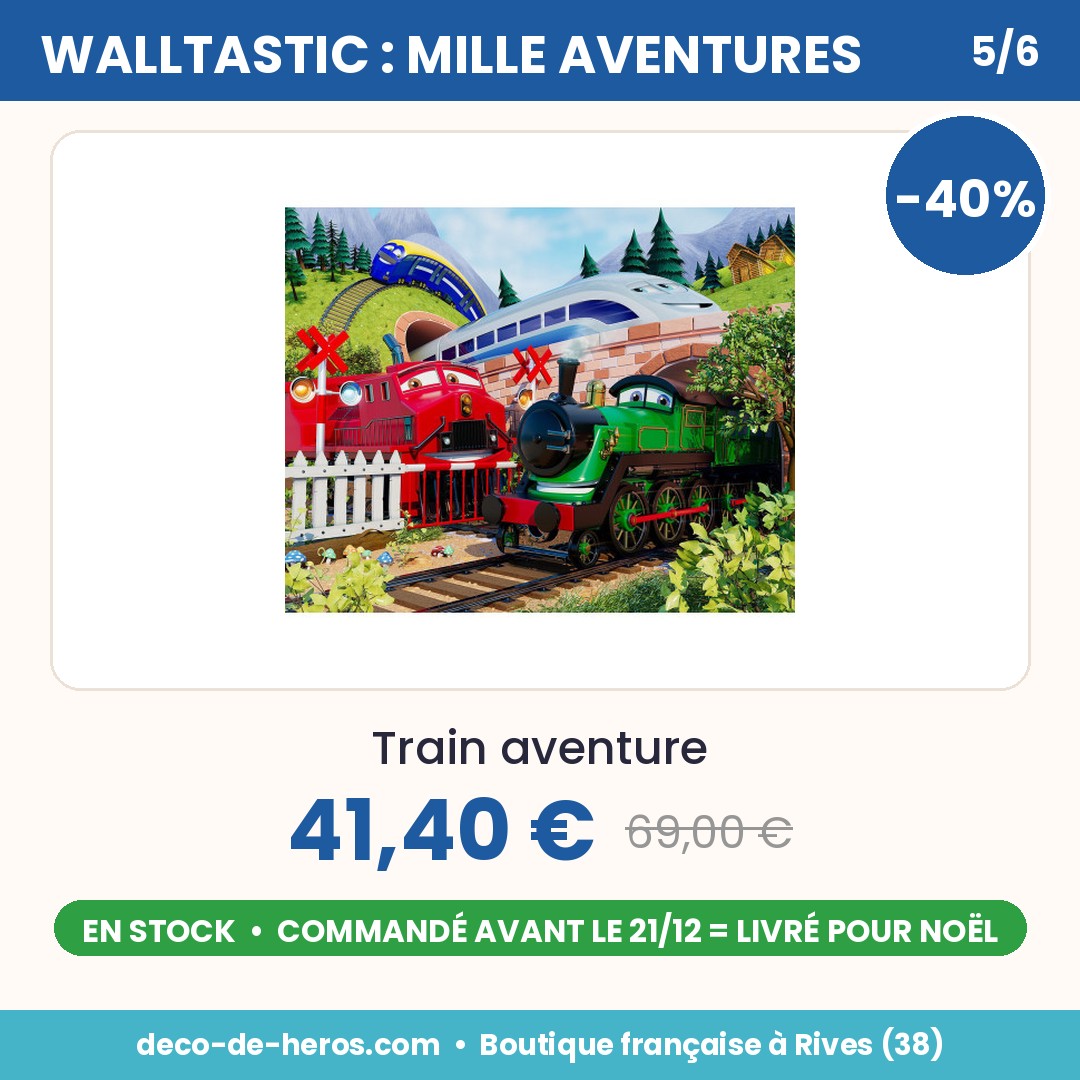 WALLTASTIC : MILLE AVENTURES 5/6
-40%
Train aventure
41,40 € 69,00 €
EN STOCK • COMMANDÉ AVANT LE 21/12 = LIVRÉ POUR NOËL
deco-de-heros.com • Boutique française à Rives (38)